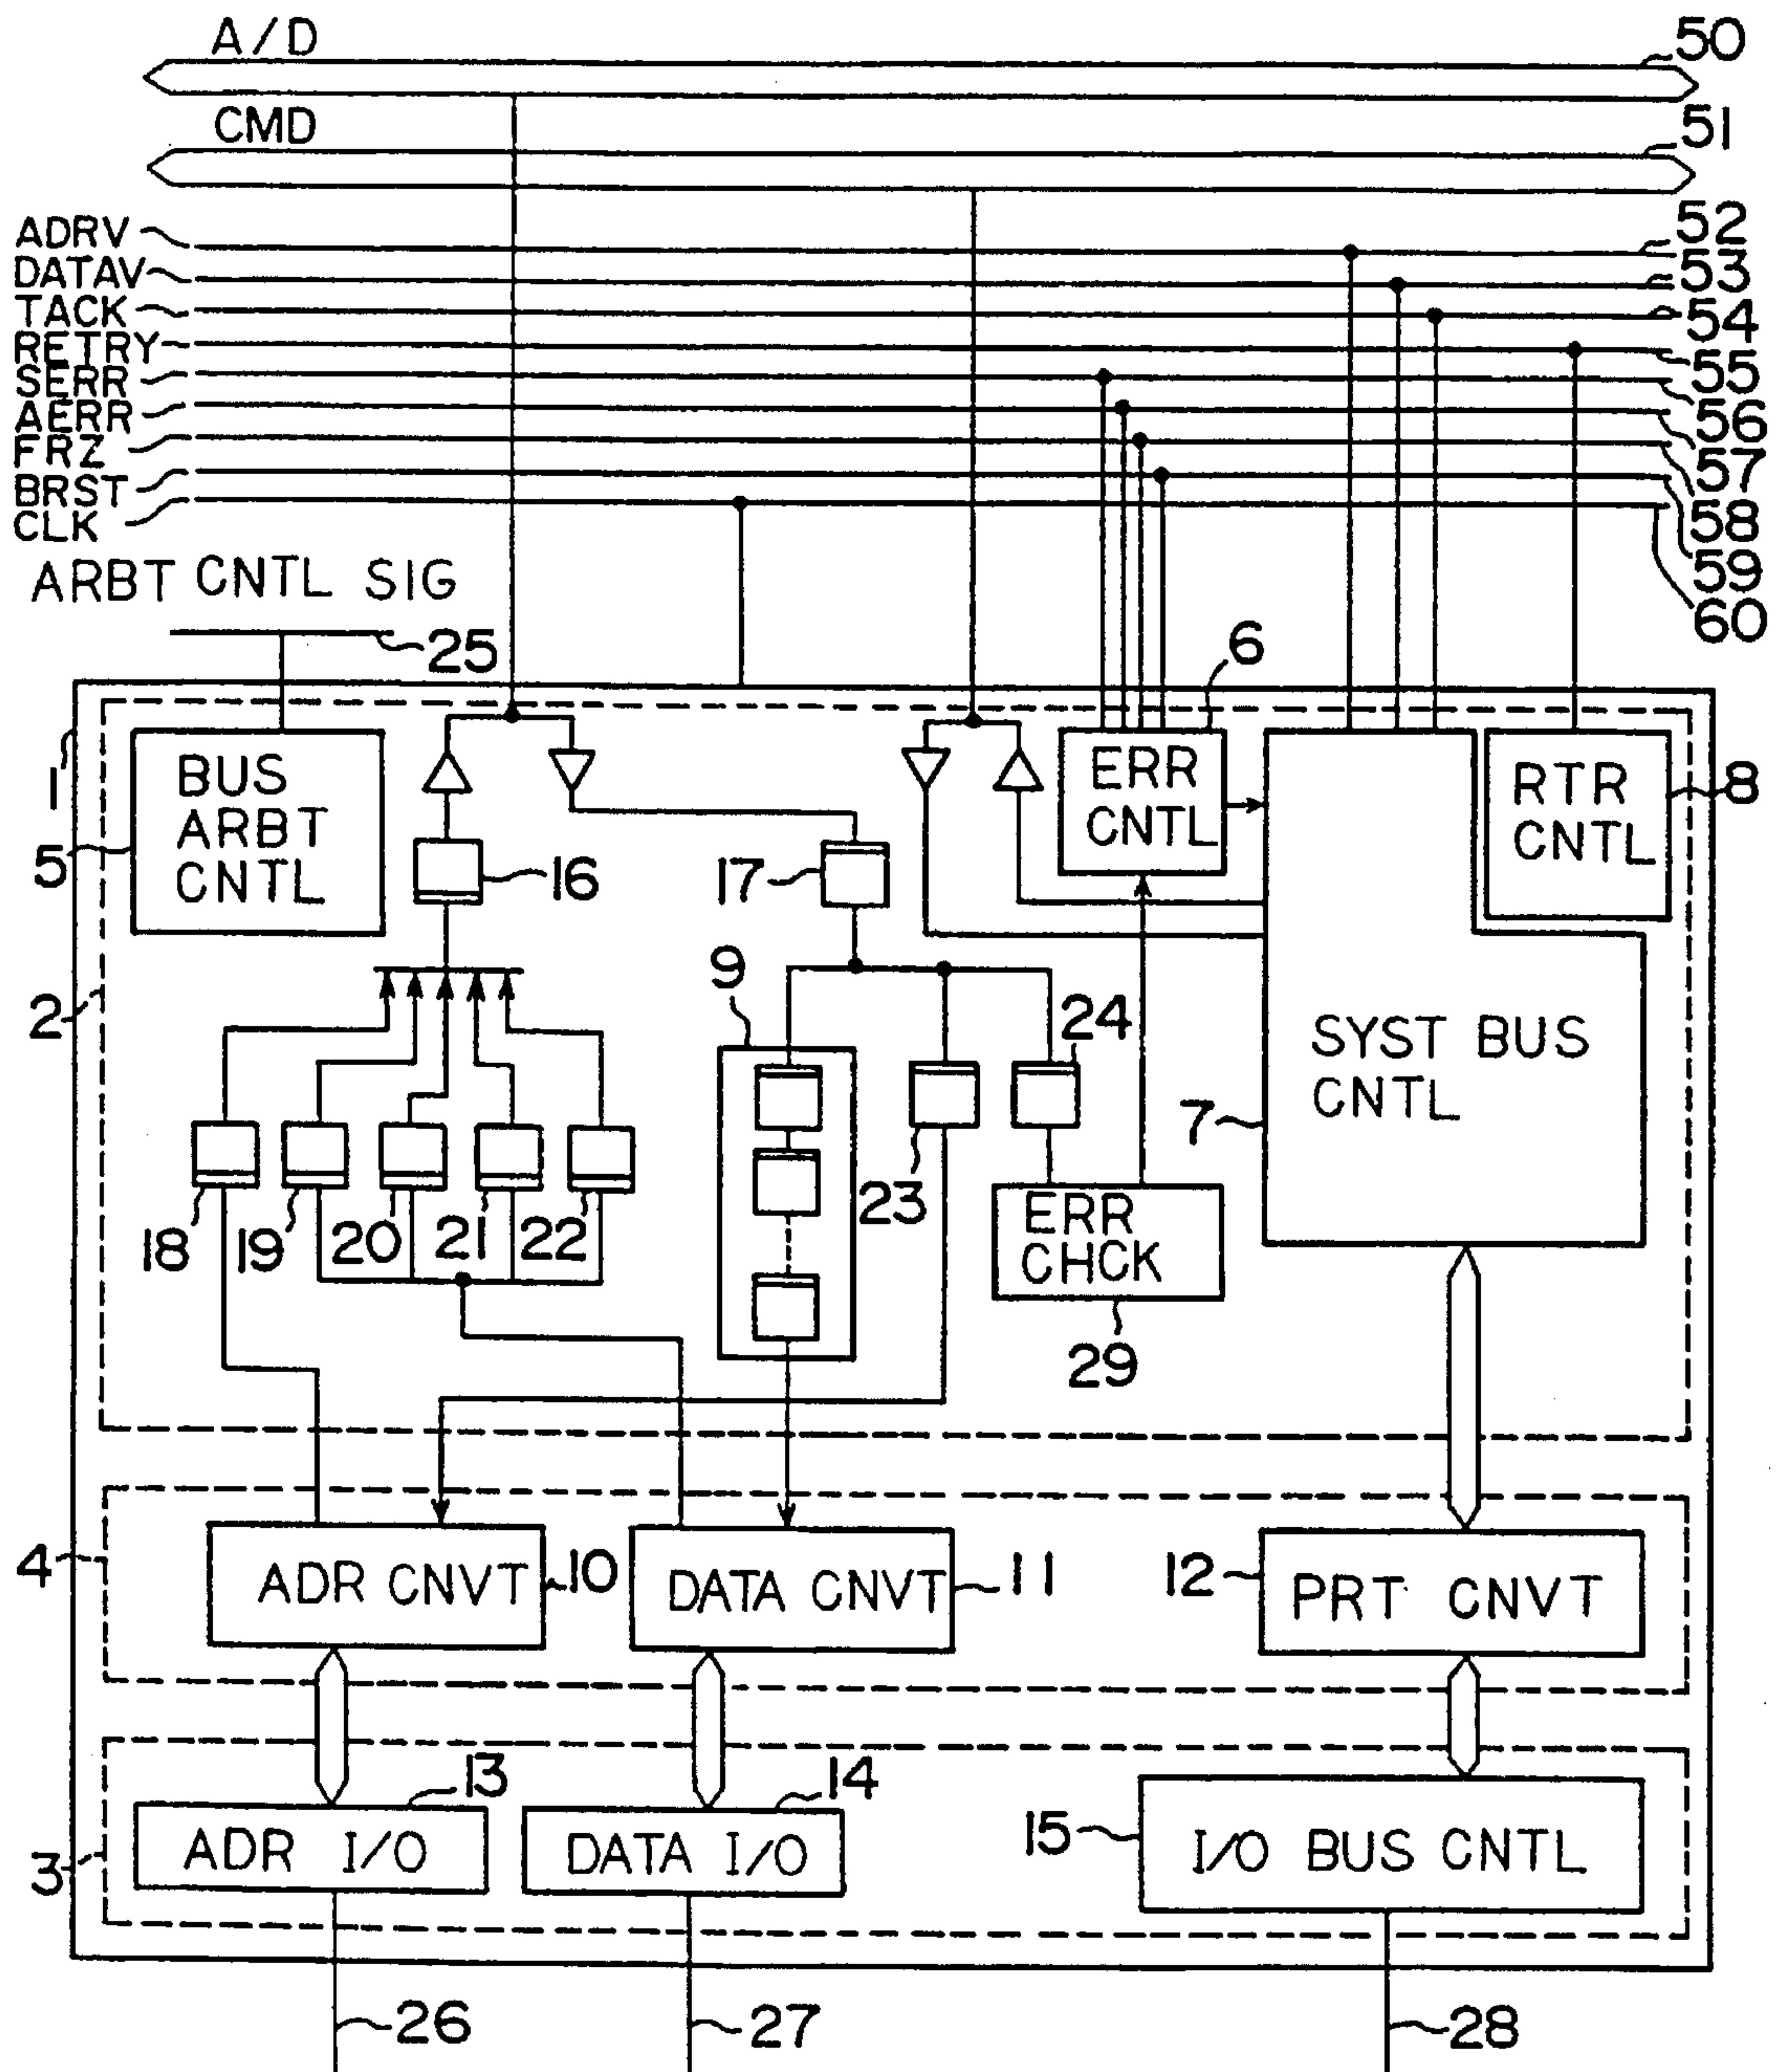 A/D 50
CMD 51
ADRV 52
DATAV 53
TACK 54
RETRY 55
SERR 56
AERR 57
FRZ 58
BRST 59
CLK 60
ARBT CNTL SIG
25
6
1
BUS
ARBT
CNTL
5
16
17
ERR
CNTL
RTR
CNTL
8
2
9
24
SYST BUS
CNTL
7
18 19 20 21 22
23
ERR
CHCK
29
4
ADR CNVT 10
DATA CNVT 11
12 PRT CNVT
3
13
ADR I/O
14
DATA I/O
15 I/O BUS CNTL
26 27 28